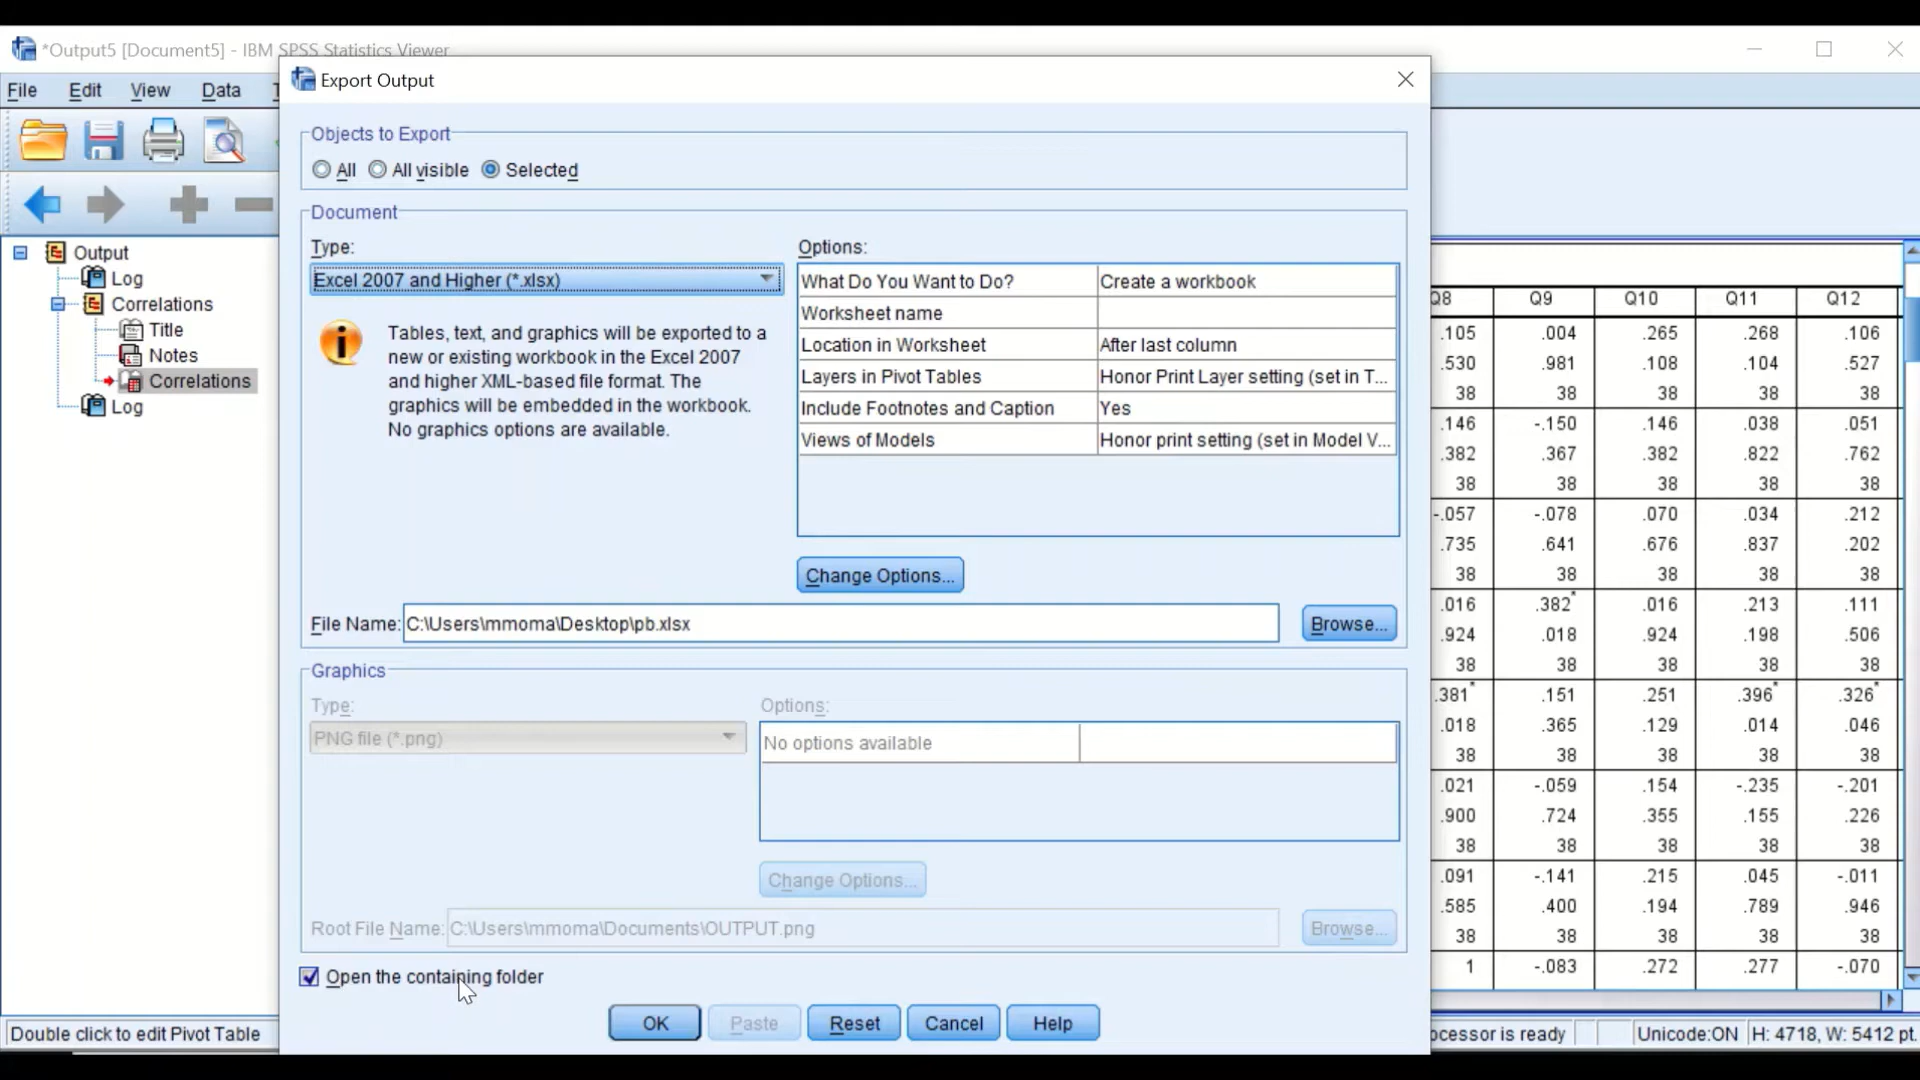 *Output5 [Document5] - IBM SPSS Statistics Viewer
File Edit View Data
Export Output
Objects to Export
All All visible Selected
Document
Type: Options:
Excel 2007 and Higher (*.xlsx)
What Do You Want to Do? Create a workbook
Worksheet name
Location in Worksheet After last column
Layers in Pivot Tables Honor Print Layer setting (set in T...
Include Footnotes and Caption Yes
Views of Models Honor print setting (set in Model V...
Tables, text, and graphics will be exported to a
new or existing workbook in the Excel 2007
and higher XML-based file format. The
graphics will be embedded in the workbook.
No graphics options are available.
Change Options...
File Name: C:\Users\mmoma\Desktop\pb.xlsx Browse...
Graphics
Type: Options:
PNG file (*.png) No options available
Change Options...
Root File Name: C:\Users\mmoma\Documents\OUTPUT.png Browse...
Open the containing folder
OK Paste Reset Cancel Help
Output
Log
Correlations
Title
Notes
Correlations
Log
Q8 Q9 Q10 Q11 Q12
.105 .004 .265 .268 .106
.530 .981 .108 .104 .527
38 38 38 38 38
.146 -.150 .146 .038 .051
.382 .367 .382 .822 .762
38 38 38 38 38
-.057 -.078 .070 .034 .212
.735 .641 .676 .837 .202
38 38 38 38 38
.016 .382* .016 .213 .111
.924 .018 .924 .198 .506
38 38 38 38 38
.381* .151 .251 .396* .326*
.018 .365 .129 .014 .046
38 38 38 38 38
.021 -.059 .154 -.235 -.201
.900 .724 .355 .155 .226
38 38 38 38 38
.091 -.141 .215 .045 -.011
.585 .400 .194 .789 .946
38 38 38 38 38
1 -.083 .272 .277 -.070
Double click to edit Pivot Table
ocessor is ready Unicode:ON H: 4718, W: 5412 pt.